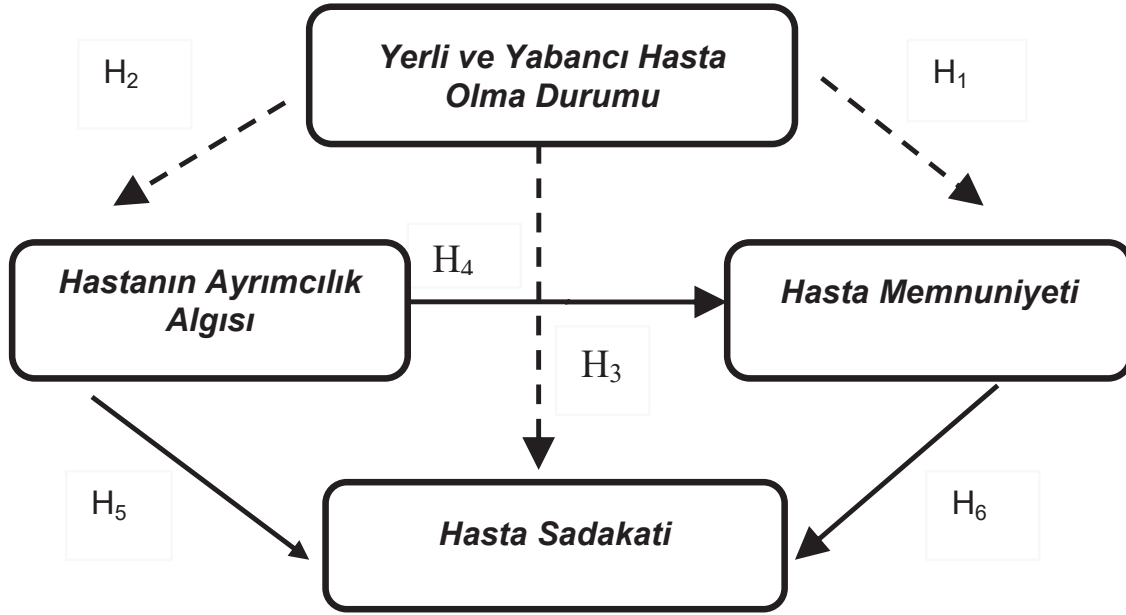 H₂
Yerli ve Yabancı Hasta
Olma Durumu
H₁
Hastanın Ayrımcılık
Algısı
H₄
Hasta Memnuniyeti
H₃
H₅
Hasta Sadakati
H₆